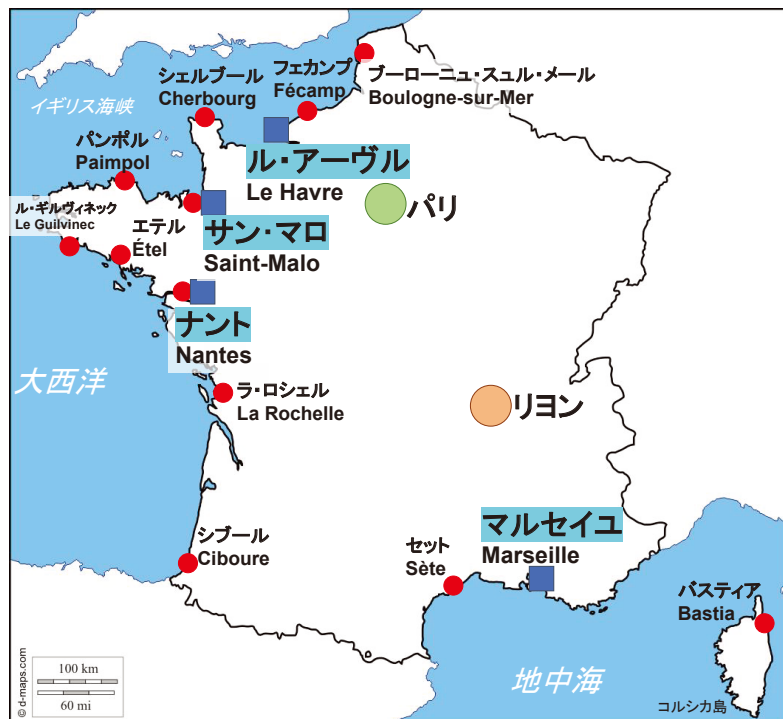 シェルブール
Cherbourg
フェカンプ
Fécamp
ブーローニュ・スュル・メール
Boulogne-sur-Mer
イギリス海峡
パンポル
Paimpol
ル・アーヴル
Le Havre
パリ
ル・ギルヴィネック
Le Guilvinec
エテル
Étel
サン・マロ
Saint-Malo
ナント
Nantes
大西洋
ラ・ロシェル
La Rochelle
リヨン
シブール
Ciboure
セット
Sète
マルセイユ
Marseille
バスティア
Bastia
地中海
コルシカ島
100 km
60 mi
© d-maps.com